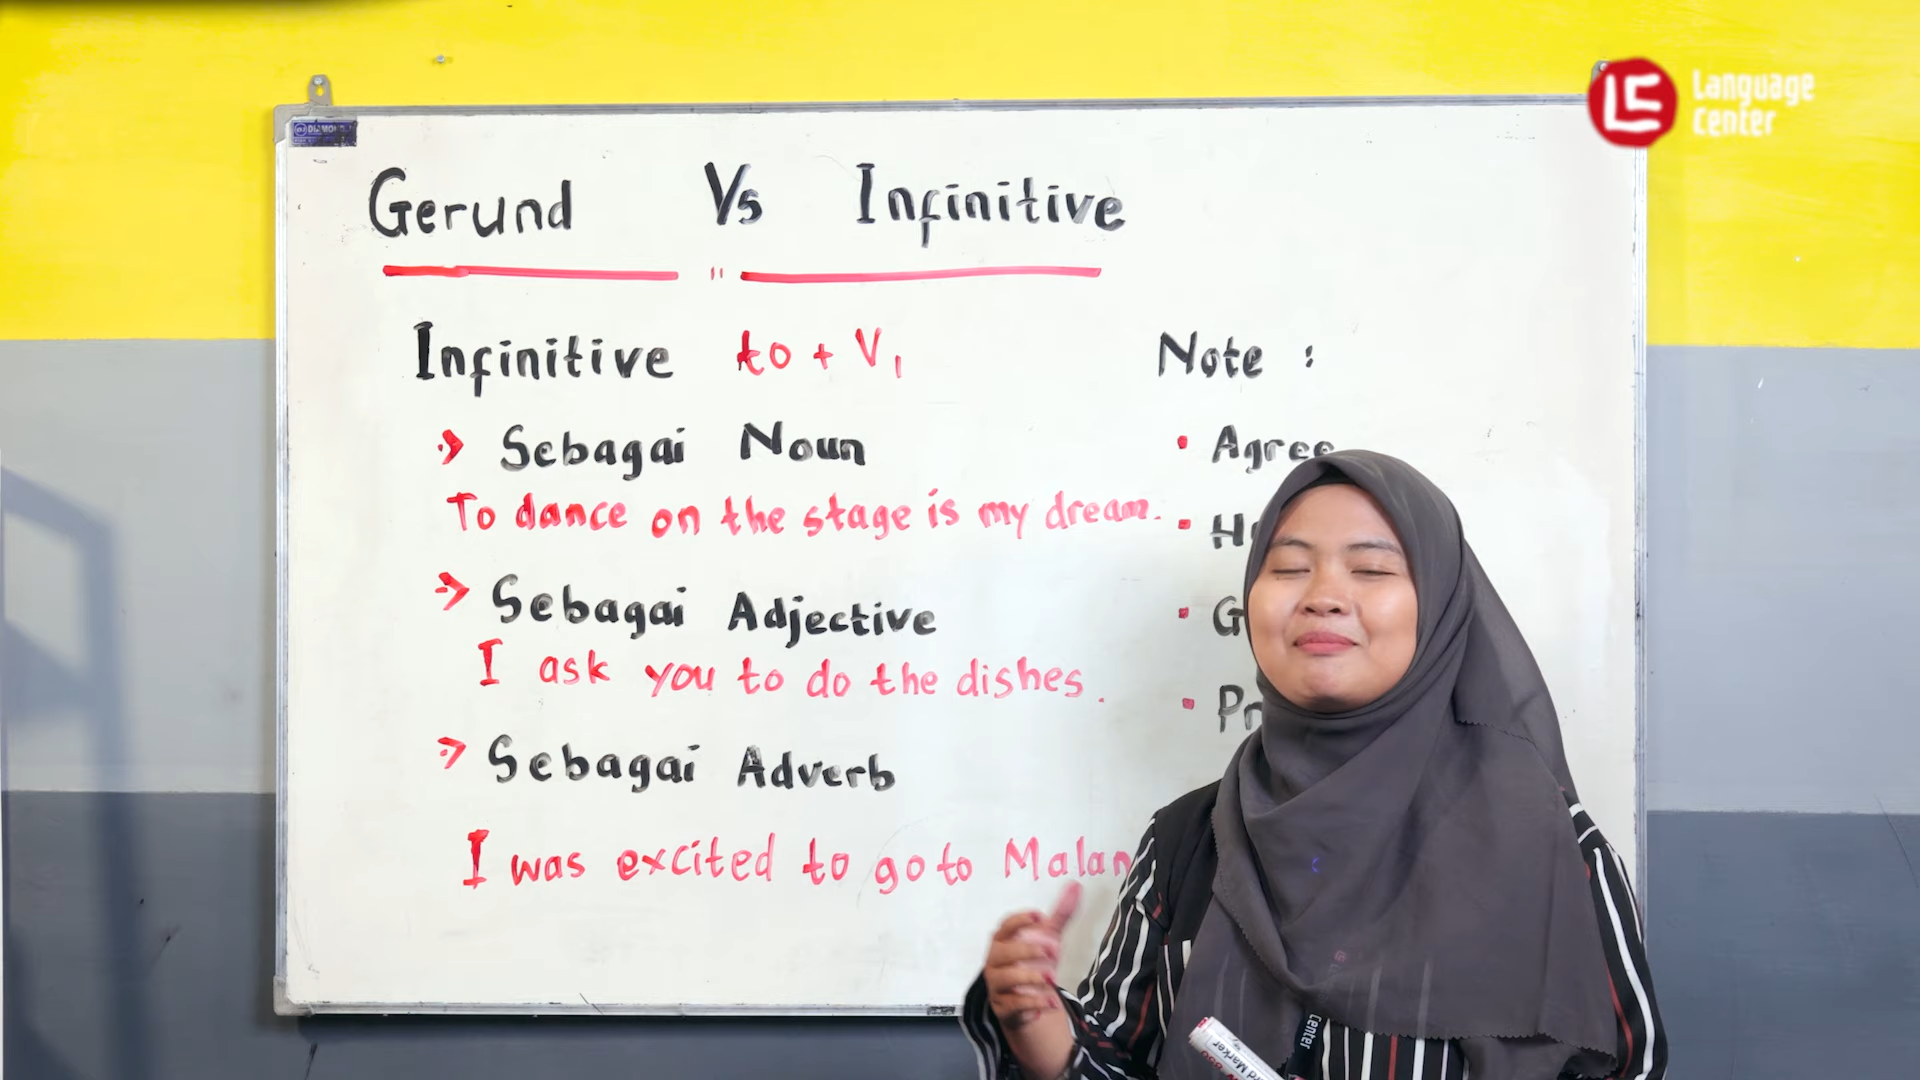 Language
Center
Gerund Vs Infinitive
Infinitive to + V1
Sebagai Noun
To dance on the stage is my dream.
Sebagai Adjective
I ask you to do the dishes.
Sebagai Adverb
I was excited to go to
Note :
Agree
Center